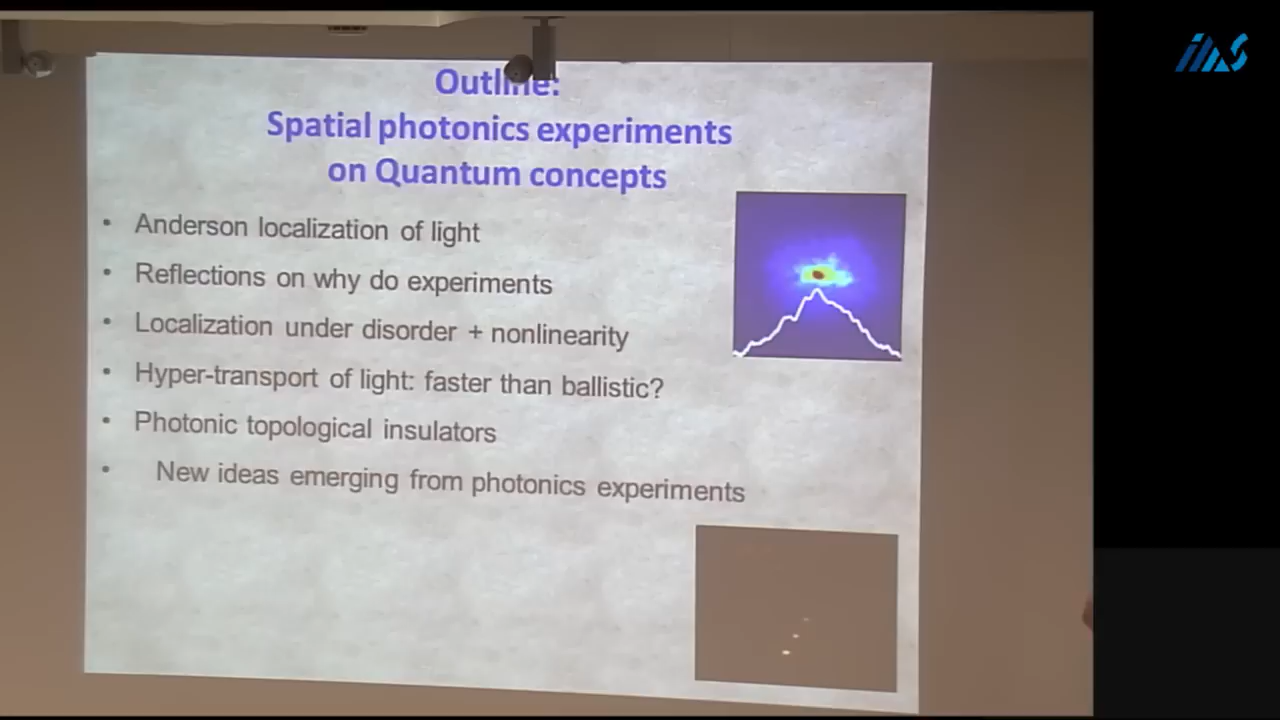 Outline:
Spatial photonics experiments
on Quantum concepts
• Anderson localization of light
• Reflections on why do experiments
• Localization under disorder + nonlinearity
• Hyper-transport of light: faster than ballistic?
• Photonic topological insulators
• New ideas emerging from photonics experiments